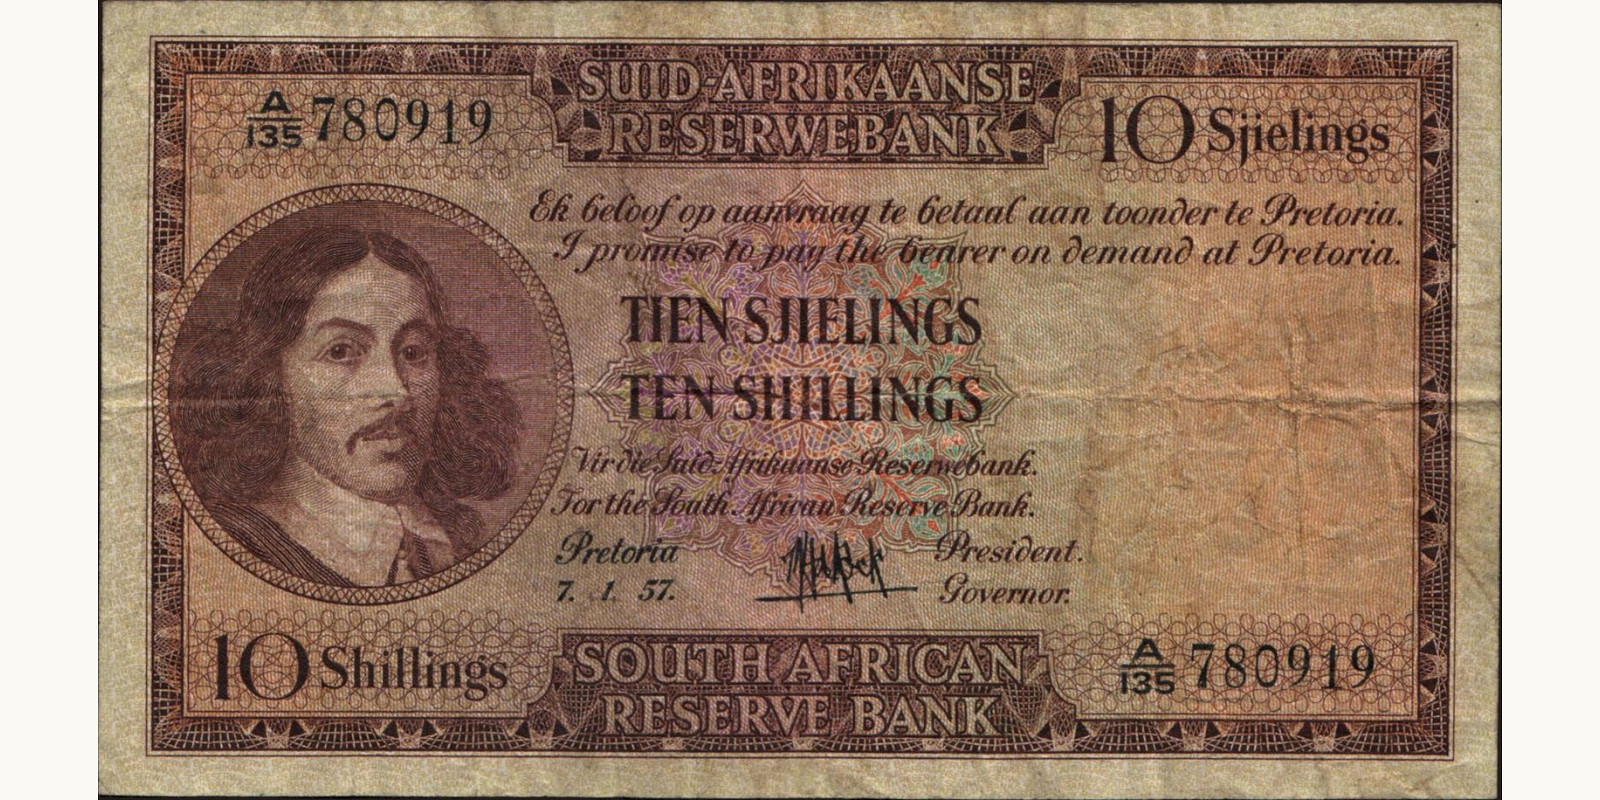 SUID-AFRIKAANSE
RESERWEBANK
A/135 780919
10 Sjielings
Ek beloof op aanvraag te betaal aan toonder te Pretoria.
I promise to pay the bearer on demand at Pretoria.
TIEN SJIELINGS
TEN SHILLINGS
Vir die Suid-Afrikaanse Reserwebank.
For the South African Reserve Bank.
Pretoria
President.
7. 1. 57.
Governor.
10 Shillings
SOUTH AFRICAN
RESERVE BANK
A/135 780919